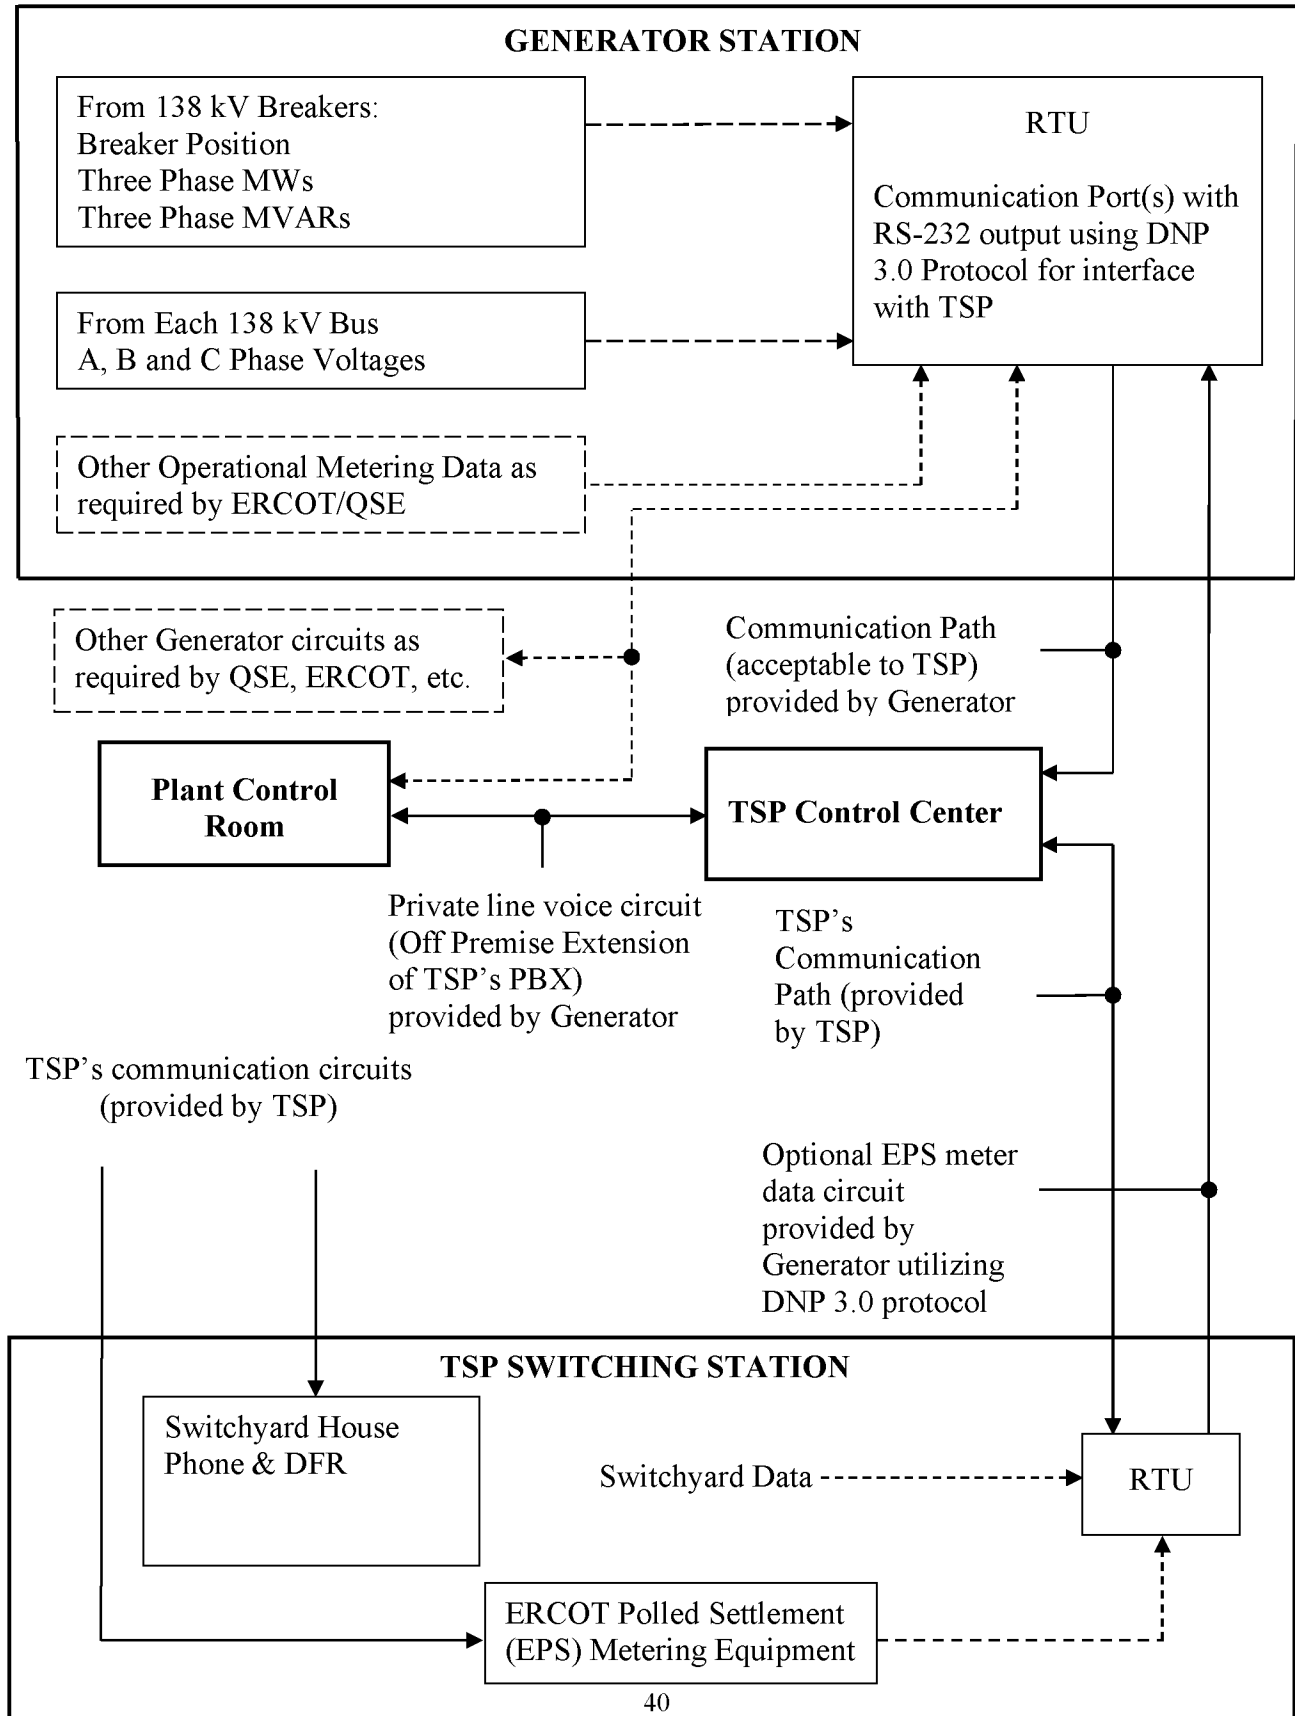 GENERATOR STATION
From 138 kV Breakers:
Breaker Position
Three Phase MWs
Three Phase MVARs
RTU
Communication Port(s) with
RS-232 output using DNP
3.0 Protocol for interface
with TSP
From Each 138 kV Bus
A, B and C Phase Voltages
Other Operational Metering Data as
required by ERCOT/QSE
Other Generator circuits as
required by QSE, ERCOT, etc.
Communication Path
(acceptable to TSP)
provided by Generator
Plant Control
Room
TSP Control Center
Private line voice circuit
(Off Premise Extension
of TSP's PBX)
provided by Generator
TSP's
Communication
Path (provided
by TSP)
TSP's communication circuits
(provided by TSP)
Optional EPS meter
data circuit
provided by
Generator utilizing
DNP 3.0 protocol
TSP SWITCHING STATION
Switchyard House
Phone & DFR
Switchyard Data
RTU
ERCOT Polled Settlement
(EPS) Metering Equipment
40